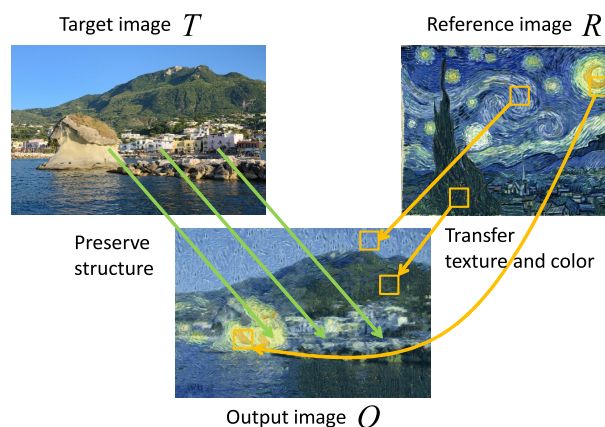 Target image T
Reference image R
Preserve
structure
Transfer
texture and color
Output image O